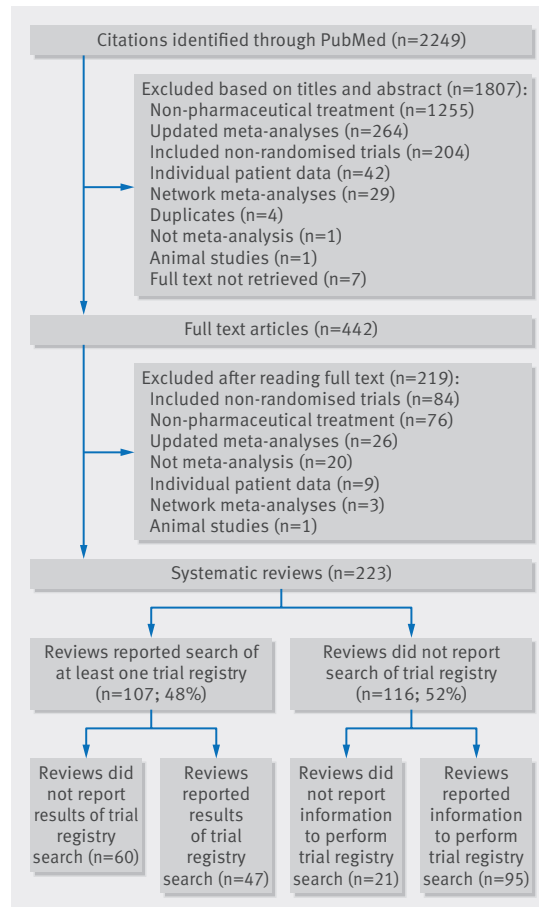 Citations identified through PubMed (n=2249)
Excluded based on titles and abstract (n=1807):
Non-pharmaceutical treatment (n=1255)
Updated meta-analyses (n=264)
Included non-randomised trials (n=204)
Individual patient data (n=42)
Network meta-analyses (n=29)
Duplicates (n=4)
Not meta-analysis (n=1)
Animal studies (n=1)
Full text not retrieved (n=7)
Full text articles (n=442)
Excluded after reading full text (n=219):
Included non-randomised trials (n=84)
Non-pharmaceutical treatment (n=76)
Updated meta-analyses (n=26)
Not meta-analysis (n=20)
Individual patient data (n=9)
Network meta-analyses (n=3)
Animal studies (n=1)
Systematic reviews (n=223)
Reviews reported search of
at least one trial registry
(n=107; 48%)
Reviews did not report
search of trial registry
(n=116; 52%)
Reviews did
not report
results of trial
registry
search (n=60)
Reviews
reported
results
of trial
registry
search (n=47)
Reviews did
not report
information
to perform
trial registry
search (n=21)
Reviews
reported
information
to perform
trial registry
search (n=95)